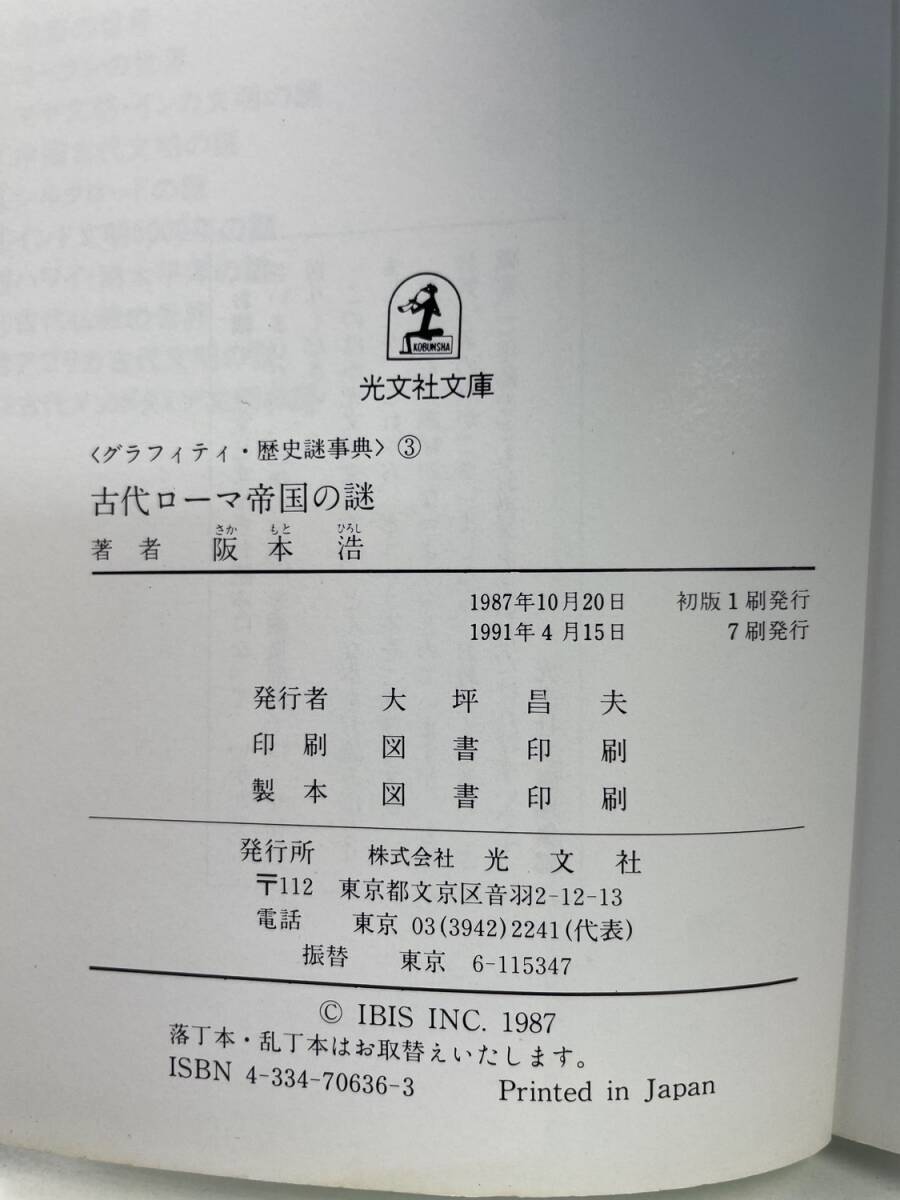 KOBUNSHA
光文社文庫
〈グラフィティ・歴史謎事典〉③
古代ローマ帝国の謎
さか もと ひろし
著者 阪本 浩
1987年10月20日 初版1刷発行
1991年4月15日 7刷発行
発行者 大坪昌夫
印刷 図書印刷
製本 図書印刷
発行所 株式会社 光文社
〒112 東京都文京区音羽2-12-13
電話 東京 03(3942)2241(代表)
振替 東京 6-115347
© IBIS INC. 1987
落丁本・乱丁本はお取替えいたします。
ISBN 4-334-70636-3 Printed in Japan